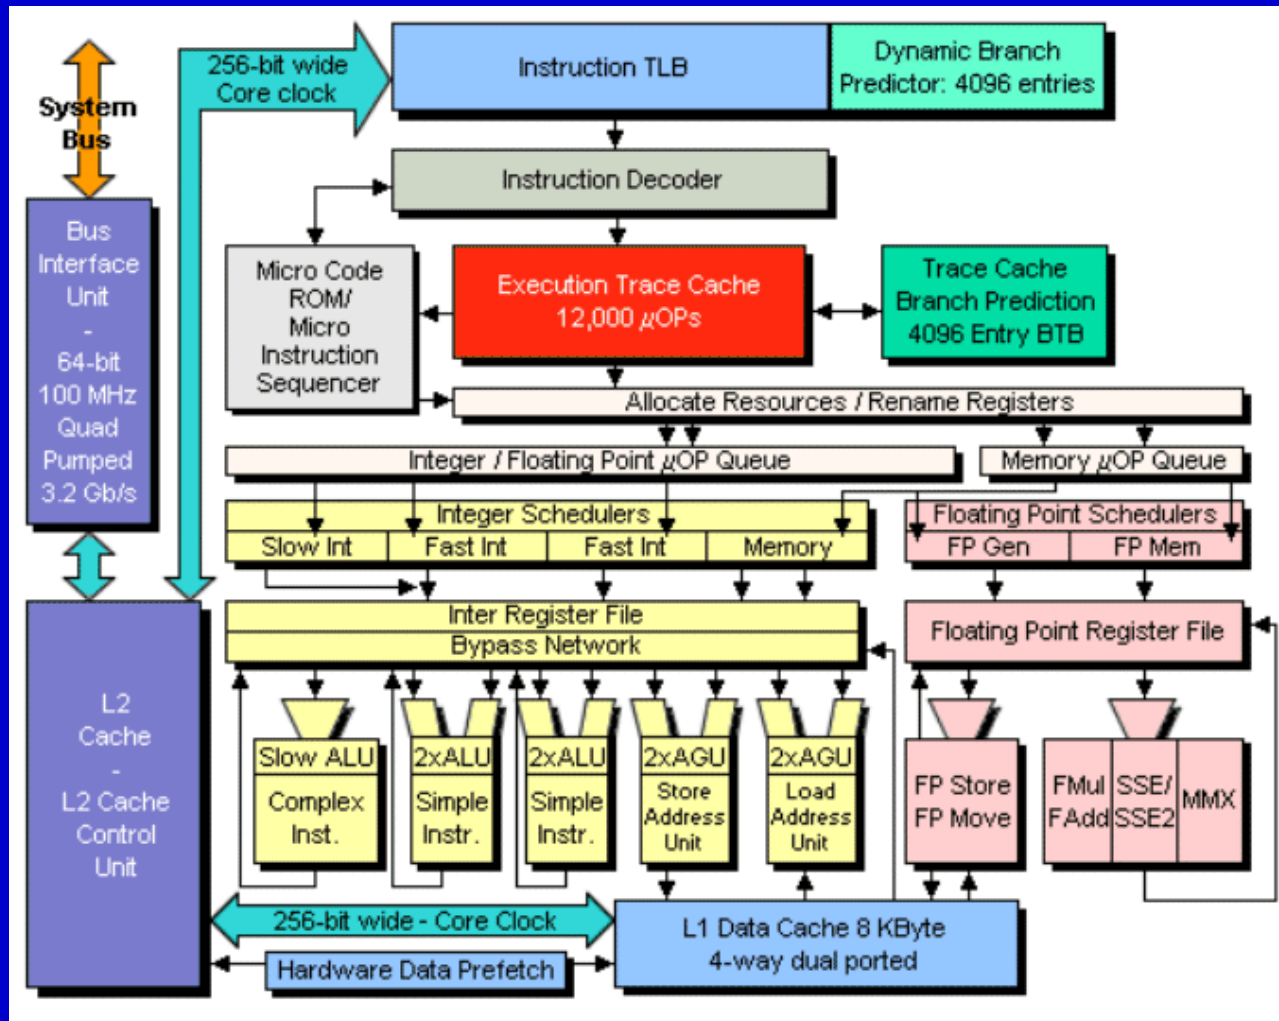 256-bit wide
Core clock
Instruction TLB
Dynamic Branch
Predictor: 4096 entries
System
Bus
Instruction Decoder
Bus
Interface
Unit
-
64-bit
100 MHz
Quad
Pumped
3.2 Gb/s
Micro Code
ROM/
Micro
Instruction
Sequencer
Execution Trace Cache
12,000 µOPs
Trace Cache
Branch Prediction
4096 Entry BTB
Allocate Resources / Rename Registers
Integer / Floating Point µOP Queue
Memory µOP Queue
Integer Schedulers
Slow Int
Fast Int
Fast Int
Memory
Floating Point Schedulers
FP Gen
FP Mem
Inter Register File
Bypass Network
Floating Point Register File
L2
Cache
-
L2 Cache
Control
Unit
Slow ALU
Complex
Inst.
2xALU
Simple
Instr.
2xALU
Simple
Instr.
2xAGU
Store
Address
Unit
2xAGU
Load
Address
Unit
FP Store
FP Move
FMul
FAdd
SSE/
SSE2
MMX
256-bit wide - Core Clock
Hardware Data Prefetch
L1 Data Cache 8 KByte
4-way dual ported